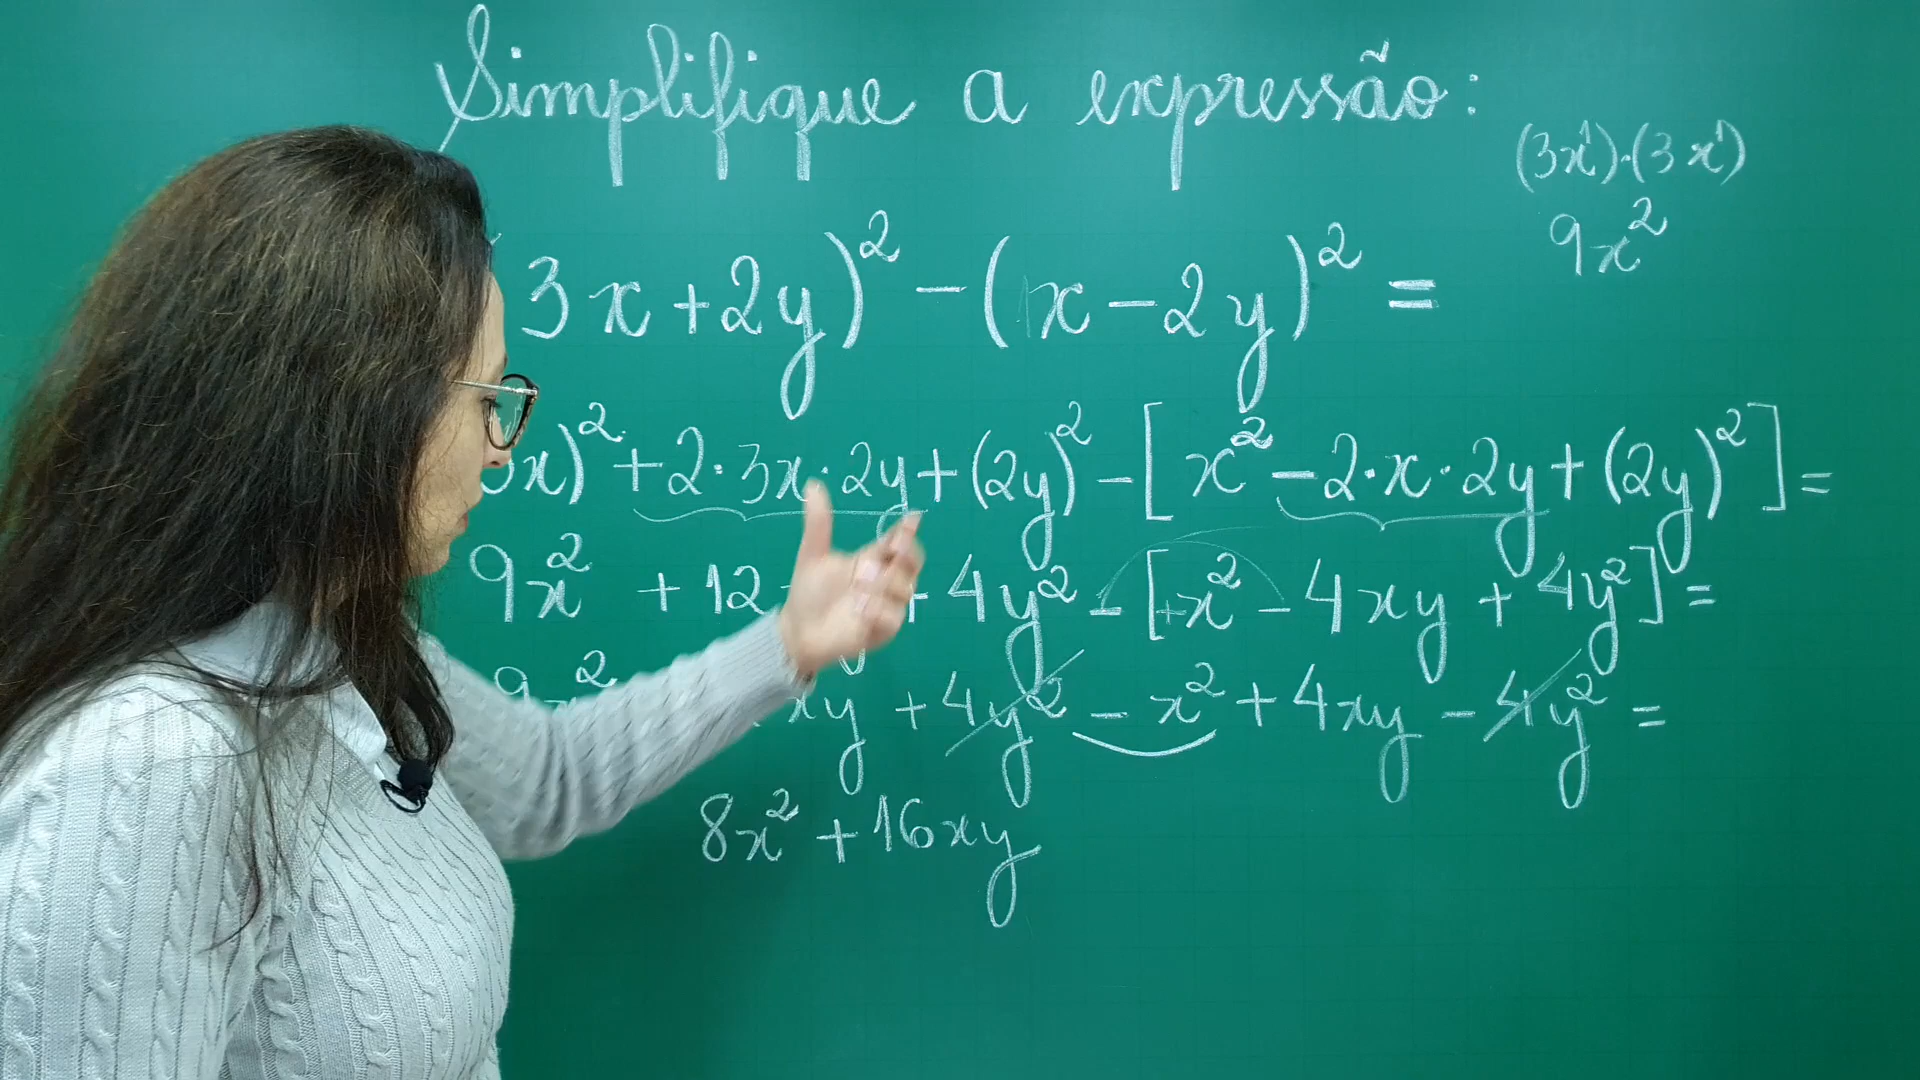 Simplifique a expressão:
(3x¹)·(3x¹)
9x²
3x+2y)² - (x-2y)² =
x)² +2·3x·2y+(2y)² - [x² -2·x·2y+(2y)²] =
9x² +12 +4y² - [+x² -4xy +4y²] =
9x² xy +4y² - x² +4xy -4y² =
8x² +16xy